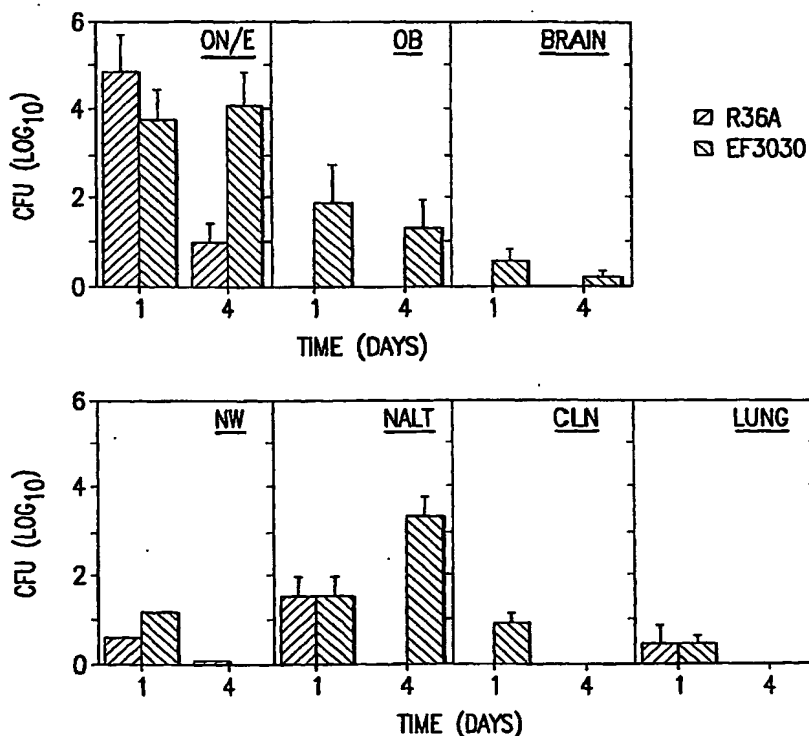 6
4
2
0
CFU (LOG10)
ON/E
OB
BRAIN
1 4 1 4 1 4
TIME (DAYS)
R36A
EF3030
6
4
2
0
CFU (LOG10)
NW
NALT
CLN
LUNG
1 4 1 4 1 4 1 4
TIME (DAYS)